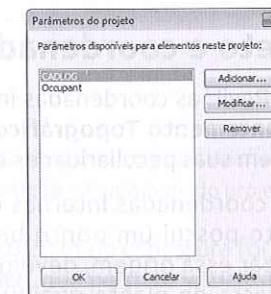 Parâmetros do projeto
Parâmetros disponíveis para elementos neste projeto:
CADLOG
Occupant
Adicionar...
Modificar...
Remover
OK
Cancelar
Ajuda